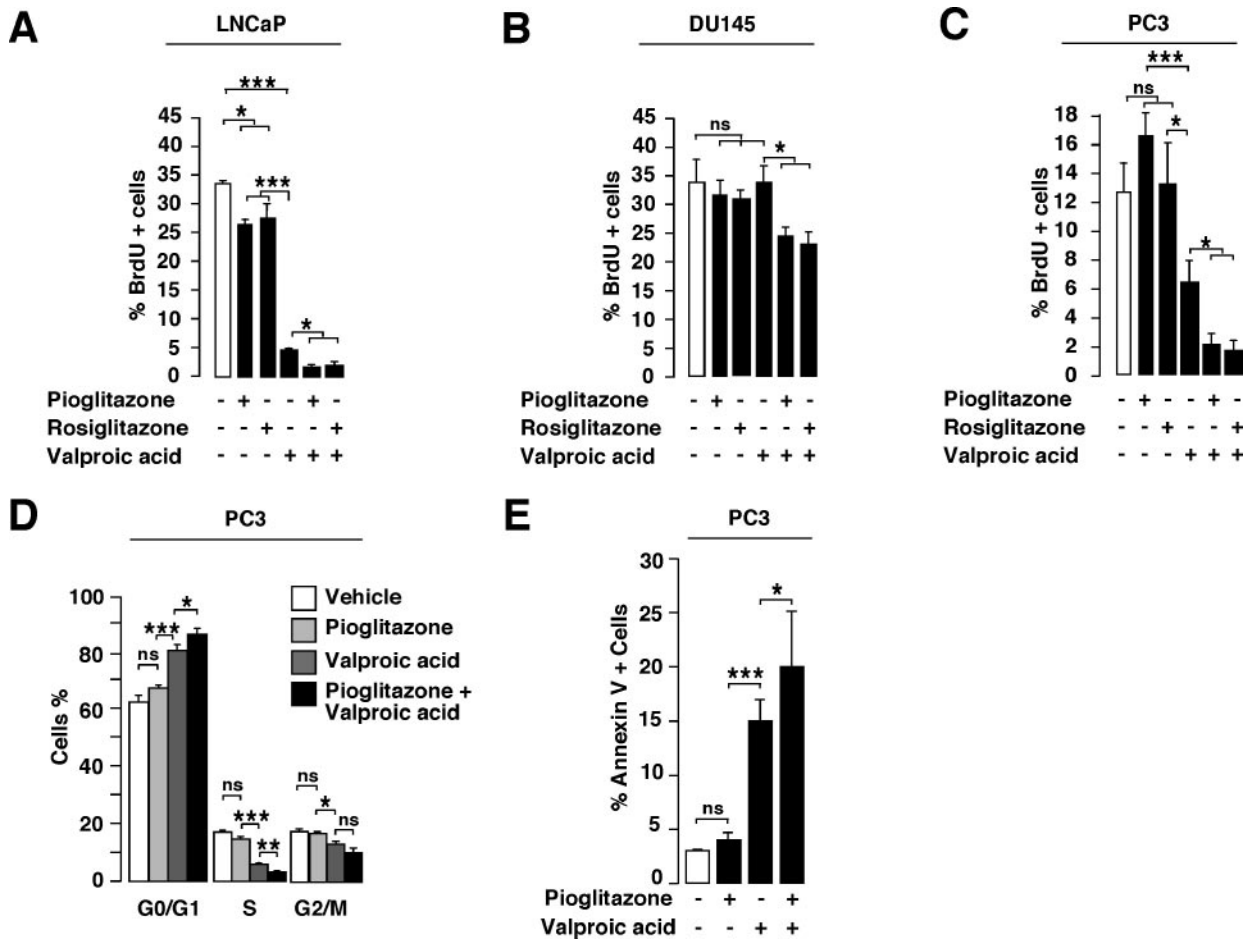 A
LNCaP
***
*
***
*
45
40
35
30
25
20
15
10
5
0
% BrdU + cells
Pioglitazone - + - - + -
Rosiglitazone - - + - - +
Valproic acid - - - + + +
B
DU145
ns
*
45
40
35
30
25
20
15
10
5
0
% BrdU + cells
Pioglitazone - + - - + -
Rosiglitazone - - + - - +
Valproic acid - - - + + +
C
PC3
***
ns
*
*
18
16
14
12
10
8
6
4
2
0
% BrdU + cells
Pioglitazone - + - - + -
Rosiglitazone - - + - - +
Valproic acid - - - + + +
D
PC3
100
80
60
40
20
0
Cells %
ns
***
*
ns
***
**
ns
*
ns
G0/G1 S G2/M
Vehicle
Pioglitazone
Valproic acid
Pioglitazone +
Valproic acid
E
PC3
30
25
20
15
10
5
0
% Annexin V + Cells
ns
***
*
Pioglitazone - + - +
Valproic acid - - + +